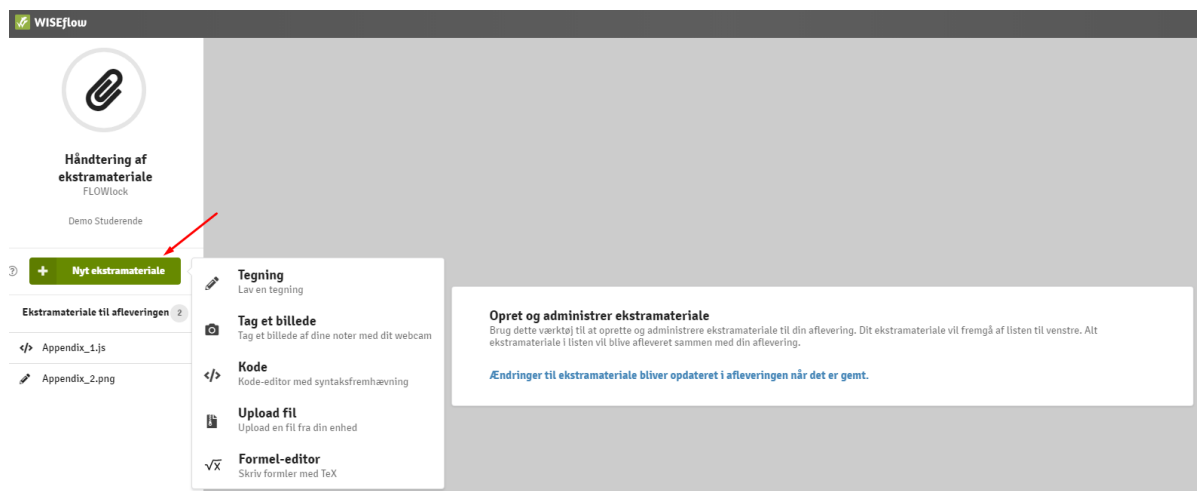 WISEflow
Håndtering af
ekstramateriale
FLOWlock
Demo Studerende
Nyt ekstramateriale
Ekstramateriale til afleveringen 2
</> Appendix_1.js
Appendix_2.png
Tegning
Lav en tegning
Tag et billede
Tag et billede af dine noter med dit webcam
</> Kode
Kode-editor med syntaksfremhævning
Upload fil
Upload en fil fra din enhed
√x Formel-editor
Skriv formler med TeX
Opret og administrer ekstramateriale
Brug dette værktøj til at oprette og administrere ekstramateriale til din aflevering. Dit ekstramateriale vil fremgå af listen til venstre. Alt
ekstramateriale i listen vil blive afleveret sammen med din aflevering.
Ændringer til ekstramateriale bliver opdateret i afleveringen når det er gemt.